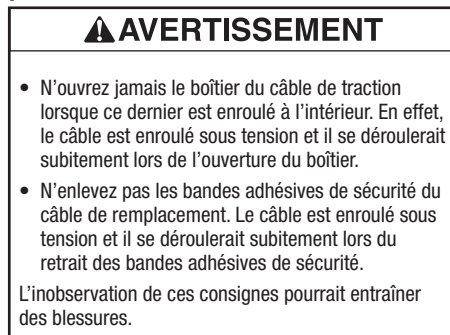 AVERTISSEMENT
• N'ouvrez jamais le boîtier du câble de traction
lorsque ce dernier est enroulé à l'intérieur. En effet,
le câble est enroulé sous tension et il se déroulerait
subitement lors de l'ouverture du boîtier.
• N'enlevez pas les bandes adhésives de sécurité du
câble de remplacement. Le câble est enroulé sous
tension et il se déroulerait subitement lors du
retrait des bandes adhésives de sécurité.
L'inobservation de ces consignes pourrait entraîner
des blessures.